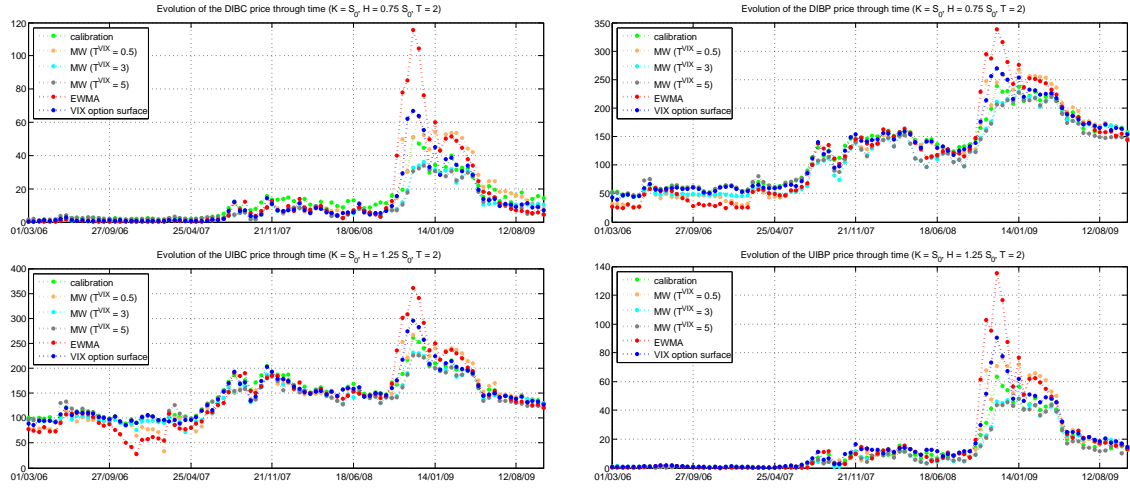 Evolution of the DIBC price through time (K = S0, H = 0.75 S0, T = 2)
120
100
80
60
40
20
0
calibration
MW (T^VIX = 0.5)
MW (T^VIX = 3)
MW (T^VIX = 5)
EWMA
VIX option surface
01/03/06 27/09/06 25/04/07 21/11/07 18/06/08 14/01/09 12/08/09
Evolution of the DIBP price through time (K = S0, H = 0.75 S0, T = 2)
350
300
250
200
150
100
50
0
calibration
MW (T^VIX = 0.5)
MW (T^VIX = 3)
MW (T^VIX = 5)
EWMA
VIX option surface
01/03/06 27/09/06 25/04/07 21/11/07 18/06/08 14/01/09 12/08/09
Evolution of the UIBC price through time (K = S0, H = 1.25 S0, T = 2)
400
350
300
250
200
150
100
50
0
calibration
MW (T^VIX = 0.5)
MW (T^VIX = 3)
MW (T^VIX = 5)
EWMA
VIX option surface
01/03/06 27/09/06 25/04/07 21/11/07 18/06/08 14/01/09 12/08/09
Evolution of the UIBP price through time (K = S0, H = 1.25 S0, T = 2)
140
120
100
80
60
40
20
0
calibration
MW (T^VIX = 0.5)
MW (T^VIX = 3)
MW (T^VIX = 5)
EWMA
VIX option surface
01/03/06 27/09/06 25/04/07 21/11/07 18/06/08 14/01/09 12/08/09